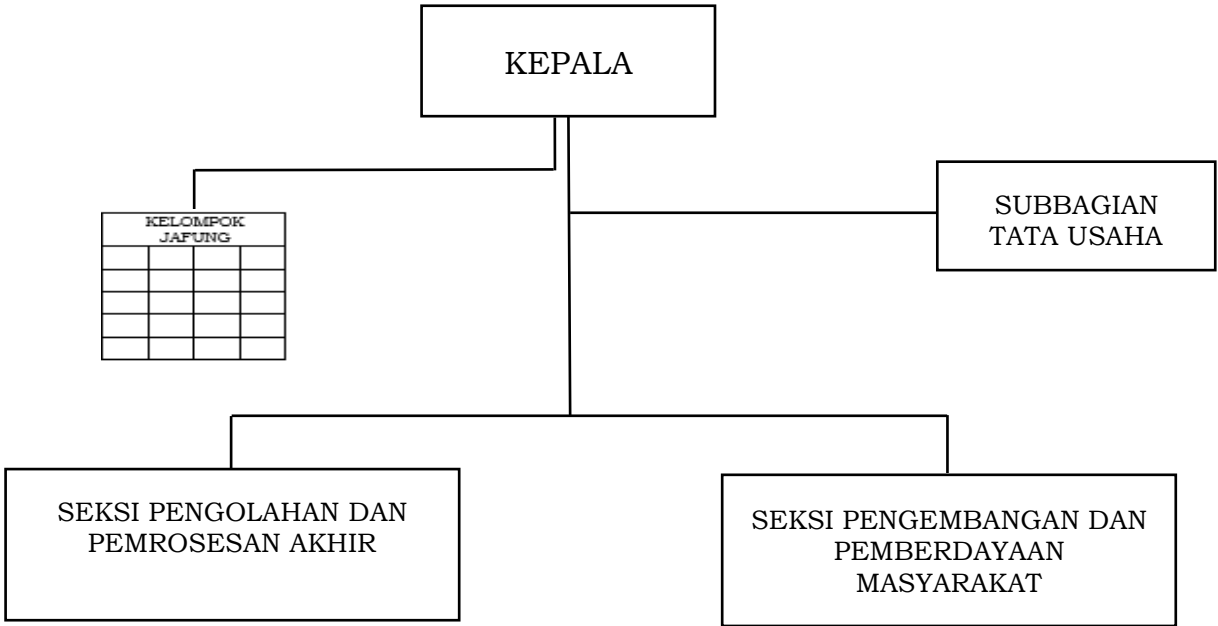 KEPALA
SUBBAGIAN
TATA USAHA
KELOMPOK
JAFUNG
SEKSI PENGOLAHAN DAN
PEMROSESAN AKHIR
SEKSI PENGEMBANGAN DAN
PEMBERDAYAAN
MASYARAKAT